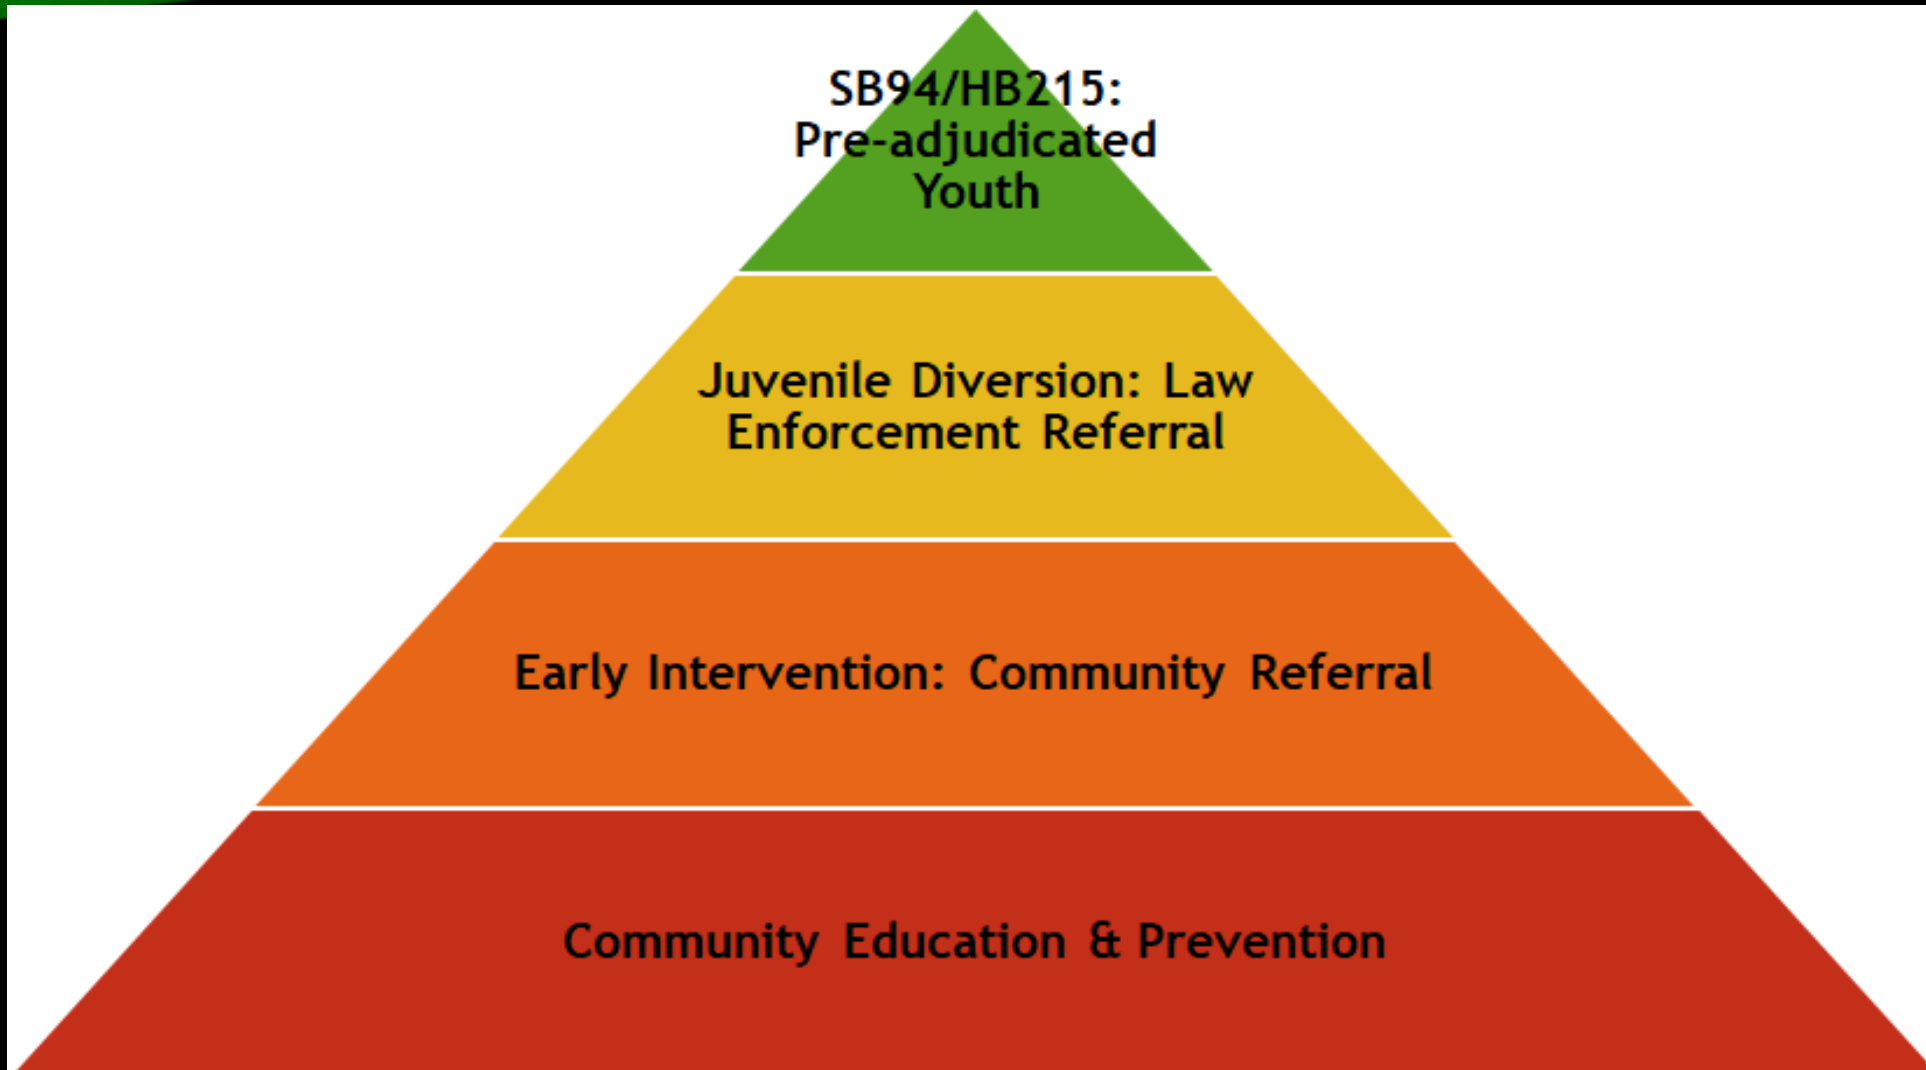 SB94/HB215:
Pre-adjudicated
Youth
Juvenile Diversion: Law
Enforcement Referral
Early Intervention: Community Referral
Community Education & Prevention